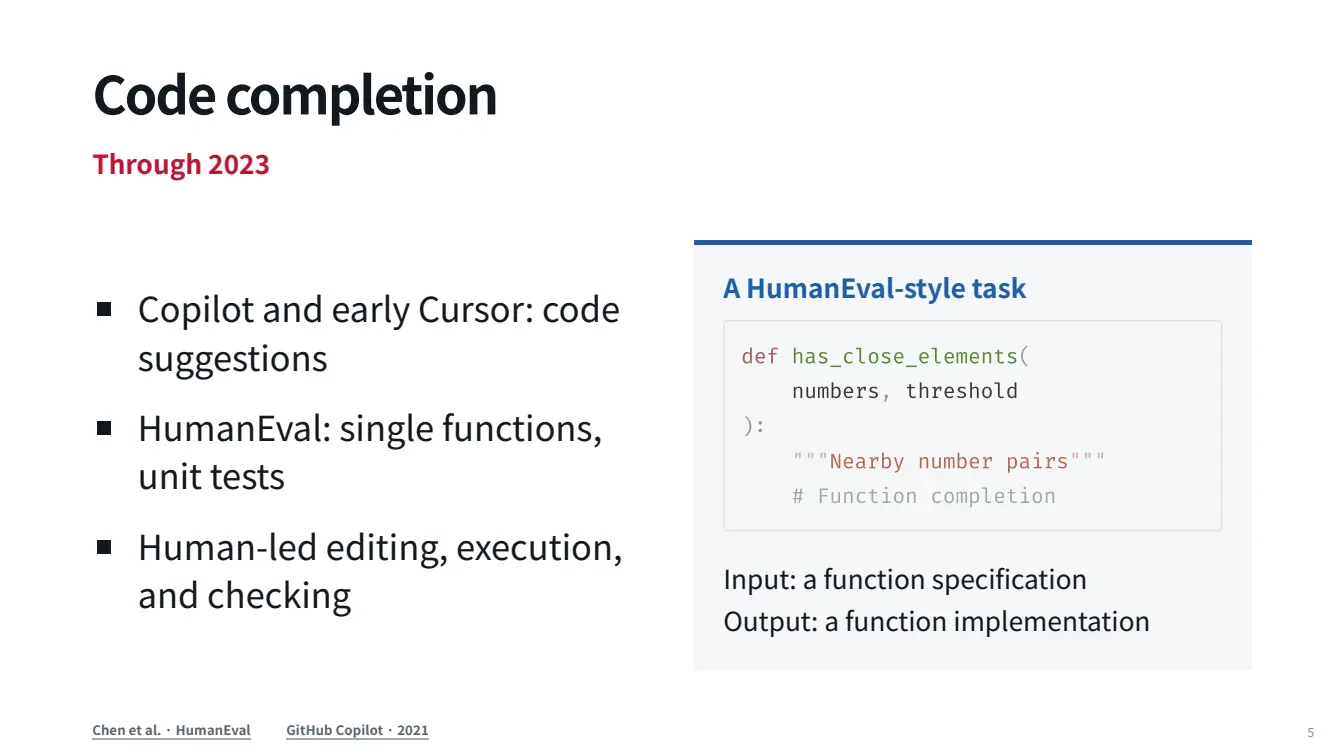 Code completion
Through 2023
Copilot and early Cursor: code
suggestions
HumanEval: single functions,
unit tests
Human-led editing, execution,
and checking
A HumanEval-style task
def has_close_elements(
    numbers, threshold
):
    """Nearby number pairs"""
    # Function completion
Input: a function specification
Output: a function implementation
Chen et al. · HumanEval
GitHub Copilot · 2021
5